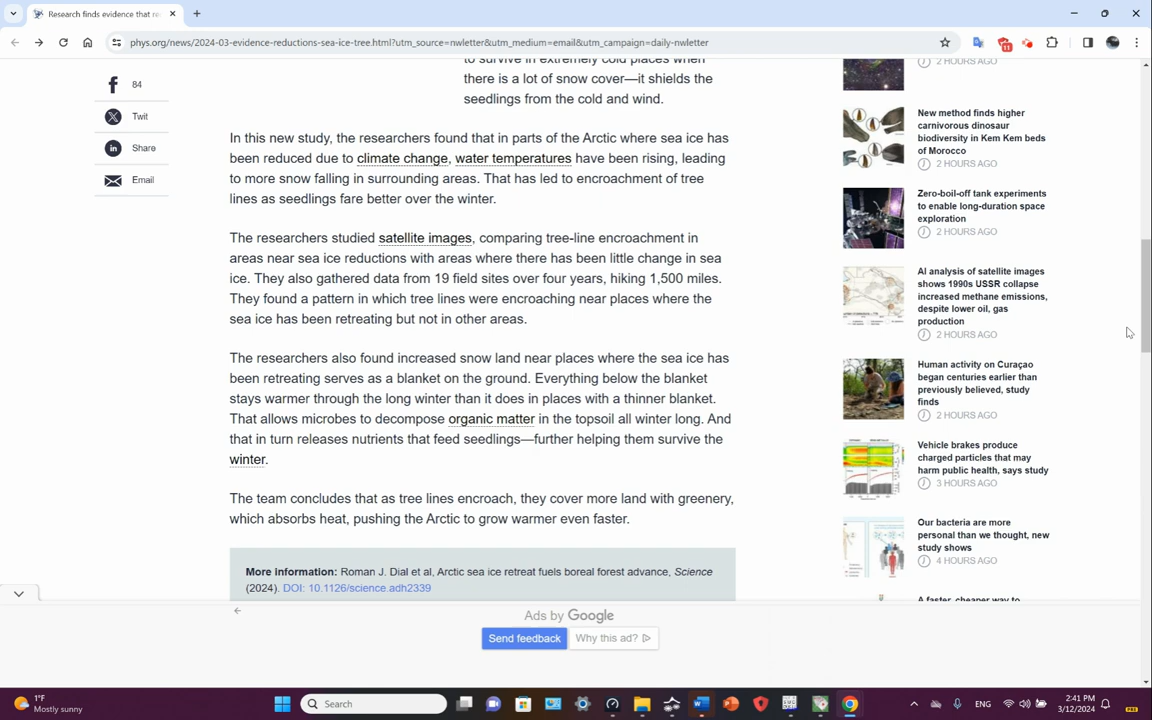 Research finds evidence that re
phys.org/news/2024-03-evidence-reductions-sea-ice-tree.html?utm_source=nwletter&utm_medium=email&utm_campaign=daily-nwletter
84
Twit
Share
Email
to survive in extremely cold places when
there is a lot of snow cover—it shields the
seedlings from the cold and wind.
In this new study, the researchers found that in parts of the Arctic where sea ice has
been reduced due to climate change, water temperatures have been rising, leading
to more snow falling in surrounding areas. That has led to encroachment of tree
lines as seedlings fare better over the winter.
The researchers studied satellite images, comparing tree-line encroachment in
areas near sea ice reductions with areas where there has been little change in sea
ice. They also gathered data from 19 field sites over four years, hiking 1,500 miles.
They found a pattern in which tree lines were encroaching near places where the
sea ice has been retreating but not in other areas.
The researchers also found increased snow land near places where the sea ice has
been retreating serves as a blanket on the ground. Everything below the blanket
stays warmer through the long winter than it does in places with a thinner blanket.
That allows microbes to decompose organic matter in the topsoil all winter long. And
that in turn releases nutrients that feed seedlings—further helping them survive the
winter.
The team concludes that as tree lines encroach, they cover more land with greenery,
which absorbs heat, pushing the Arctic to grow warmer even faster.
More information: Roman J. Dial et al, Arctic sea ice retreat fuels boreal forest advance, Science
(2024). DOI: 10.1126/science.adh2339
2 HOURS AGO
New method finds higher
carnivorous dinosaur
biodiversity in Kem Kem beds
of Morocco
2 HOURS AGO
Zero-boil-off tank experiments
to enable long-duration space
exploration
2 HOURS AGO
AI analysis of satellite images
shows 1990s USSR collapse
increased methane emissions,
despite lower oil, gas
production
2 HOURS AGO
Human activity on Curaçao
began centuries earlier than
previously believed, study
finds
2 HOURS AGO
Vehicle brakes produce
charged particles that may
harm public health, says study
3 HOURS AGO
Our bacteria are more
personal than we thought, new
study shows
4 HOURS AGO
A faster, cheaper way to
Ads by Google
Send feedback
Why this ad?
1°F
Mostly sunny
Search
ENG
2:41 PM
3/12/2024